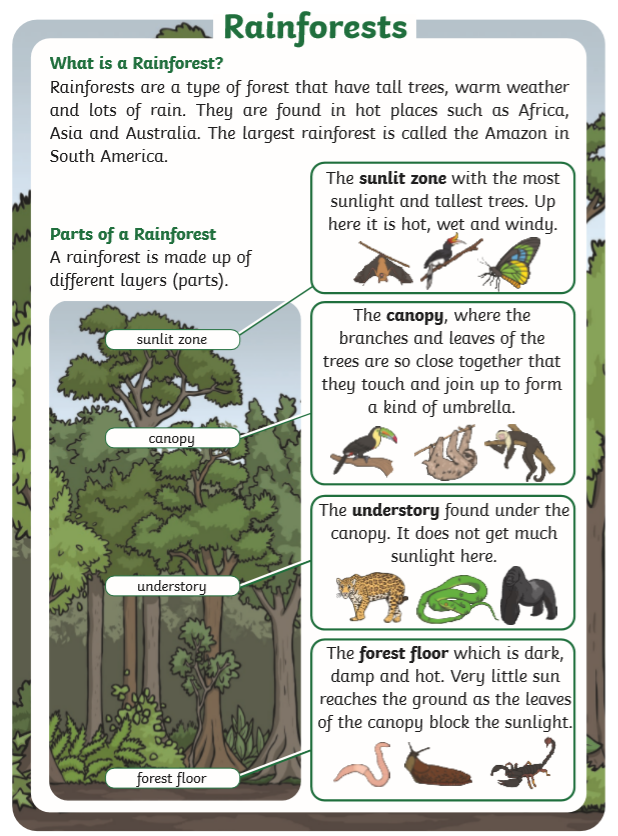 Rainforests
What is a Rainforest?
Rainforests are a type of forest that have tall trees, warm weather
and lots of rain. They are found in hot places such as Africa,
Asia and Australia. The largest rainforest is called the Amazon in
South America.
Parts of a Rainforest
A rainforest is made up of
different layers (parts).
The sunlit zone with the most
sunlight and tallest trees. Up
here it is hot, wet and windy.
sunlit zone
The canopy, where the
branches and leaves of the
trees are so close together that
they touch and join up to form
a kind of umbrella.
canopy
The understory found under the
canopy. It does not get much
sunlight here.
understory
The forest floor which is dark,
damp and hot. Very little sun
reaches the ground as the leaves
of the canopy block the sunlight.
forest floor